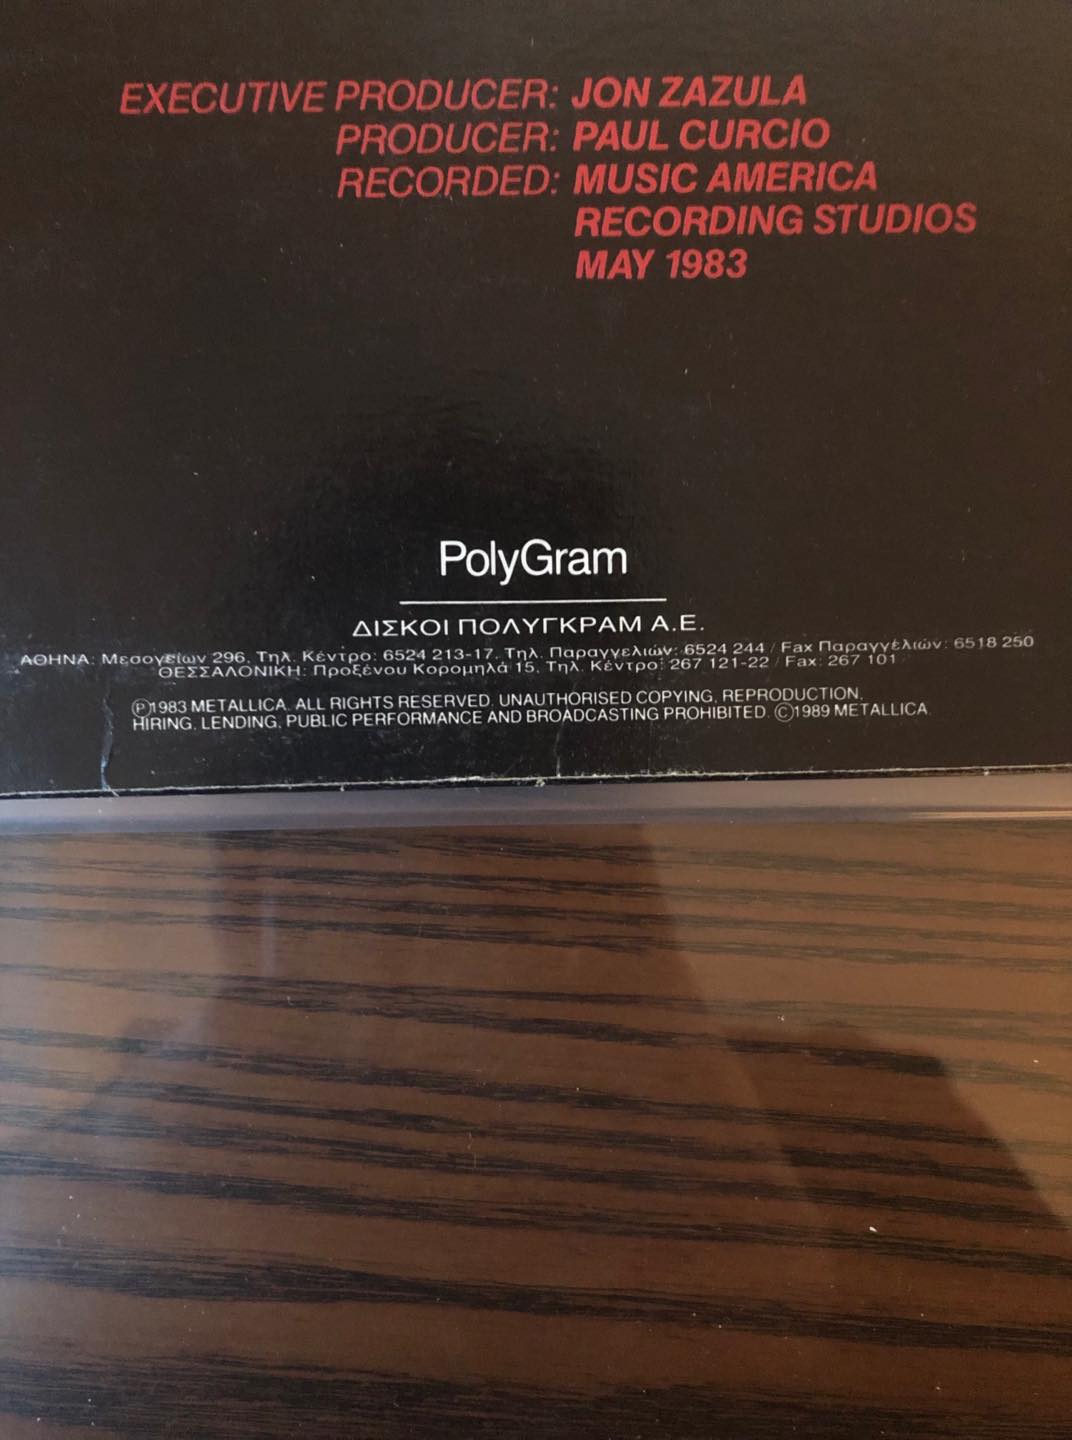 EXECUTIVE PRODUCER: JON ZAZULA
PRODUCER: PAUL CURCIO
RECORDED: MUSIC AMERICA
RECORDING STUDIOS
MAY 1983
PolyGram
ΔΙΣΚΟΙ ΠΟΛΥΓΚΡΑΜ Α.Ε.
ΑΘΗΝΑ: Μεσογείων 296, Τηλ. Κέντρο: 6524 213-17, Τηλ. Παραγγελιών: 6524 244 / Fax Παραγγέλιών: 6518 250
ΘΕΣΣΑΛΟΝΙΚΗ: Προξένου Κορομηλά 15, Τηλ. Κέντρο: 267 121-22 / Fax: 267 101
Ⓟ1983 METALLICA. ALL RIGHTS RESERVED. UNAUTHORISED COPYING, REPRODUCTION,
HIRING, LENDING, PUBLIC PERFORMANCE AND BROADCASTING PROHIBITED. ©1989 METALLICA.